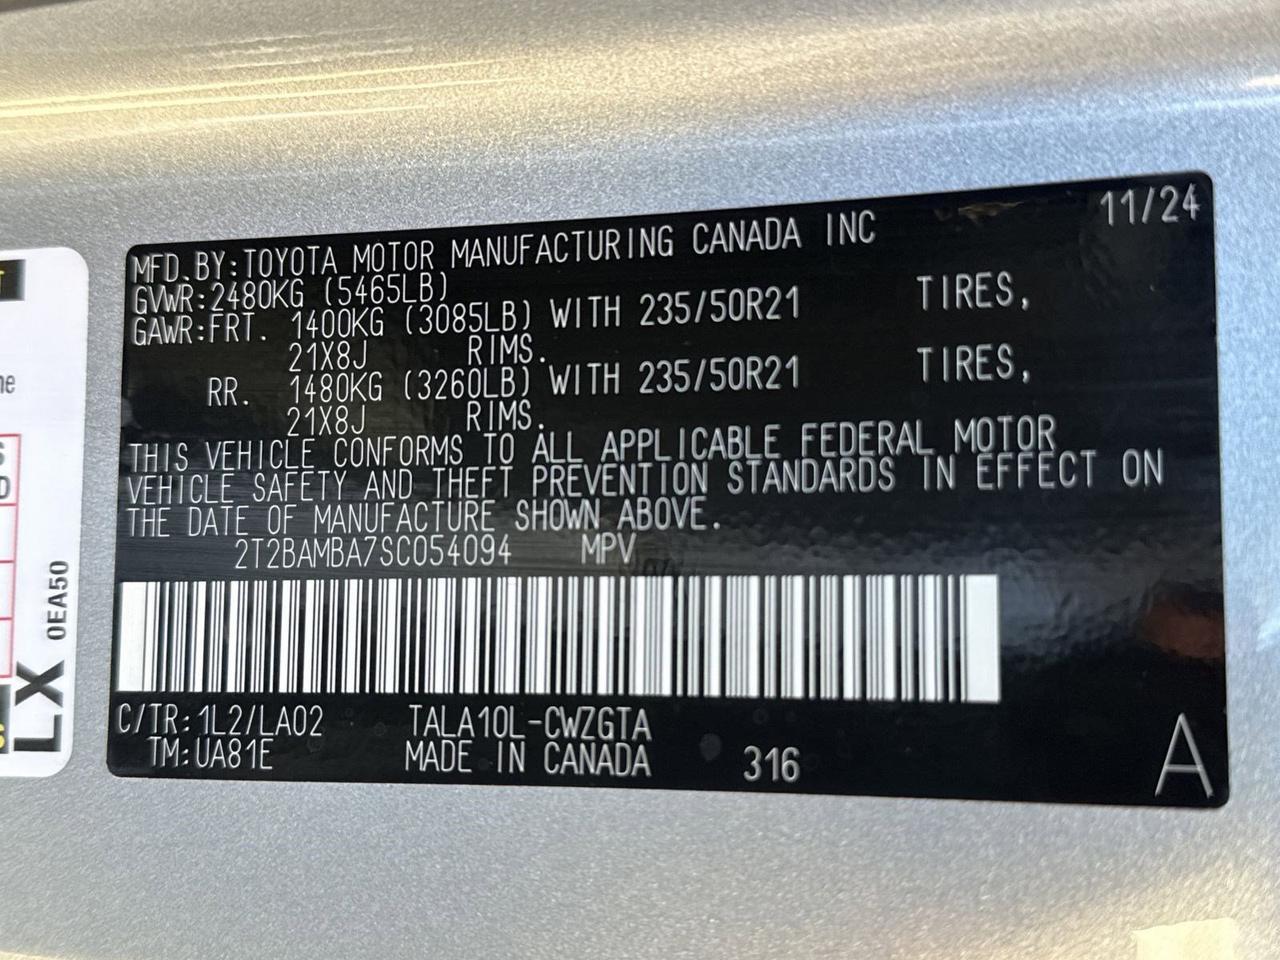 11/24
MFD.BY:TOYOTA MOTOR MANUFACTURING CANADA INC
GVWR:2480KG (5465LB)
GAWR:FRT. 1400KG (3085LB) WITH 235/50R21 TIRES,
21X8J RIMS.
RR. 1480KG (3260LB) WITH 235/50R21 TIRES,
21X8J RIMS.
THIS VEHICLE CONFORMS TO ALL APPLICABLE FEDERAL MOTOR
VEHICLE SAFETY AND THEFT PREVENTION STANDARDS IN EFFECT ON
THE DATE OF MANUFACTURE SHOWN ABOVE.
2T2BAMBA7SC054094 MPV
C/TR:1L2/LA02 TALA10L-CWZGTA
TM:UA81E MADE IN CANADA 316
A
LX 0EA50